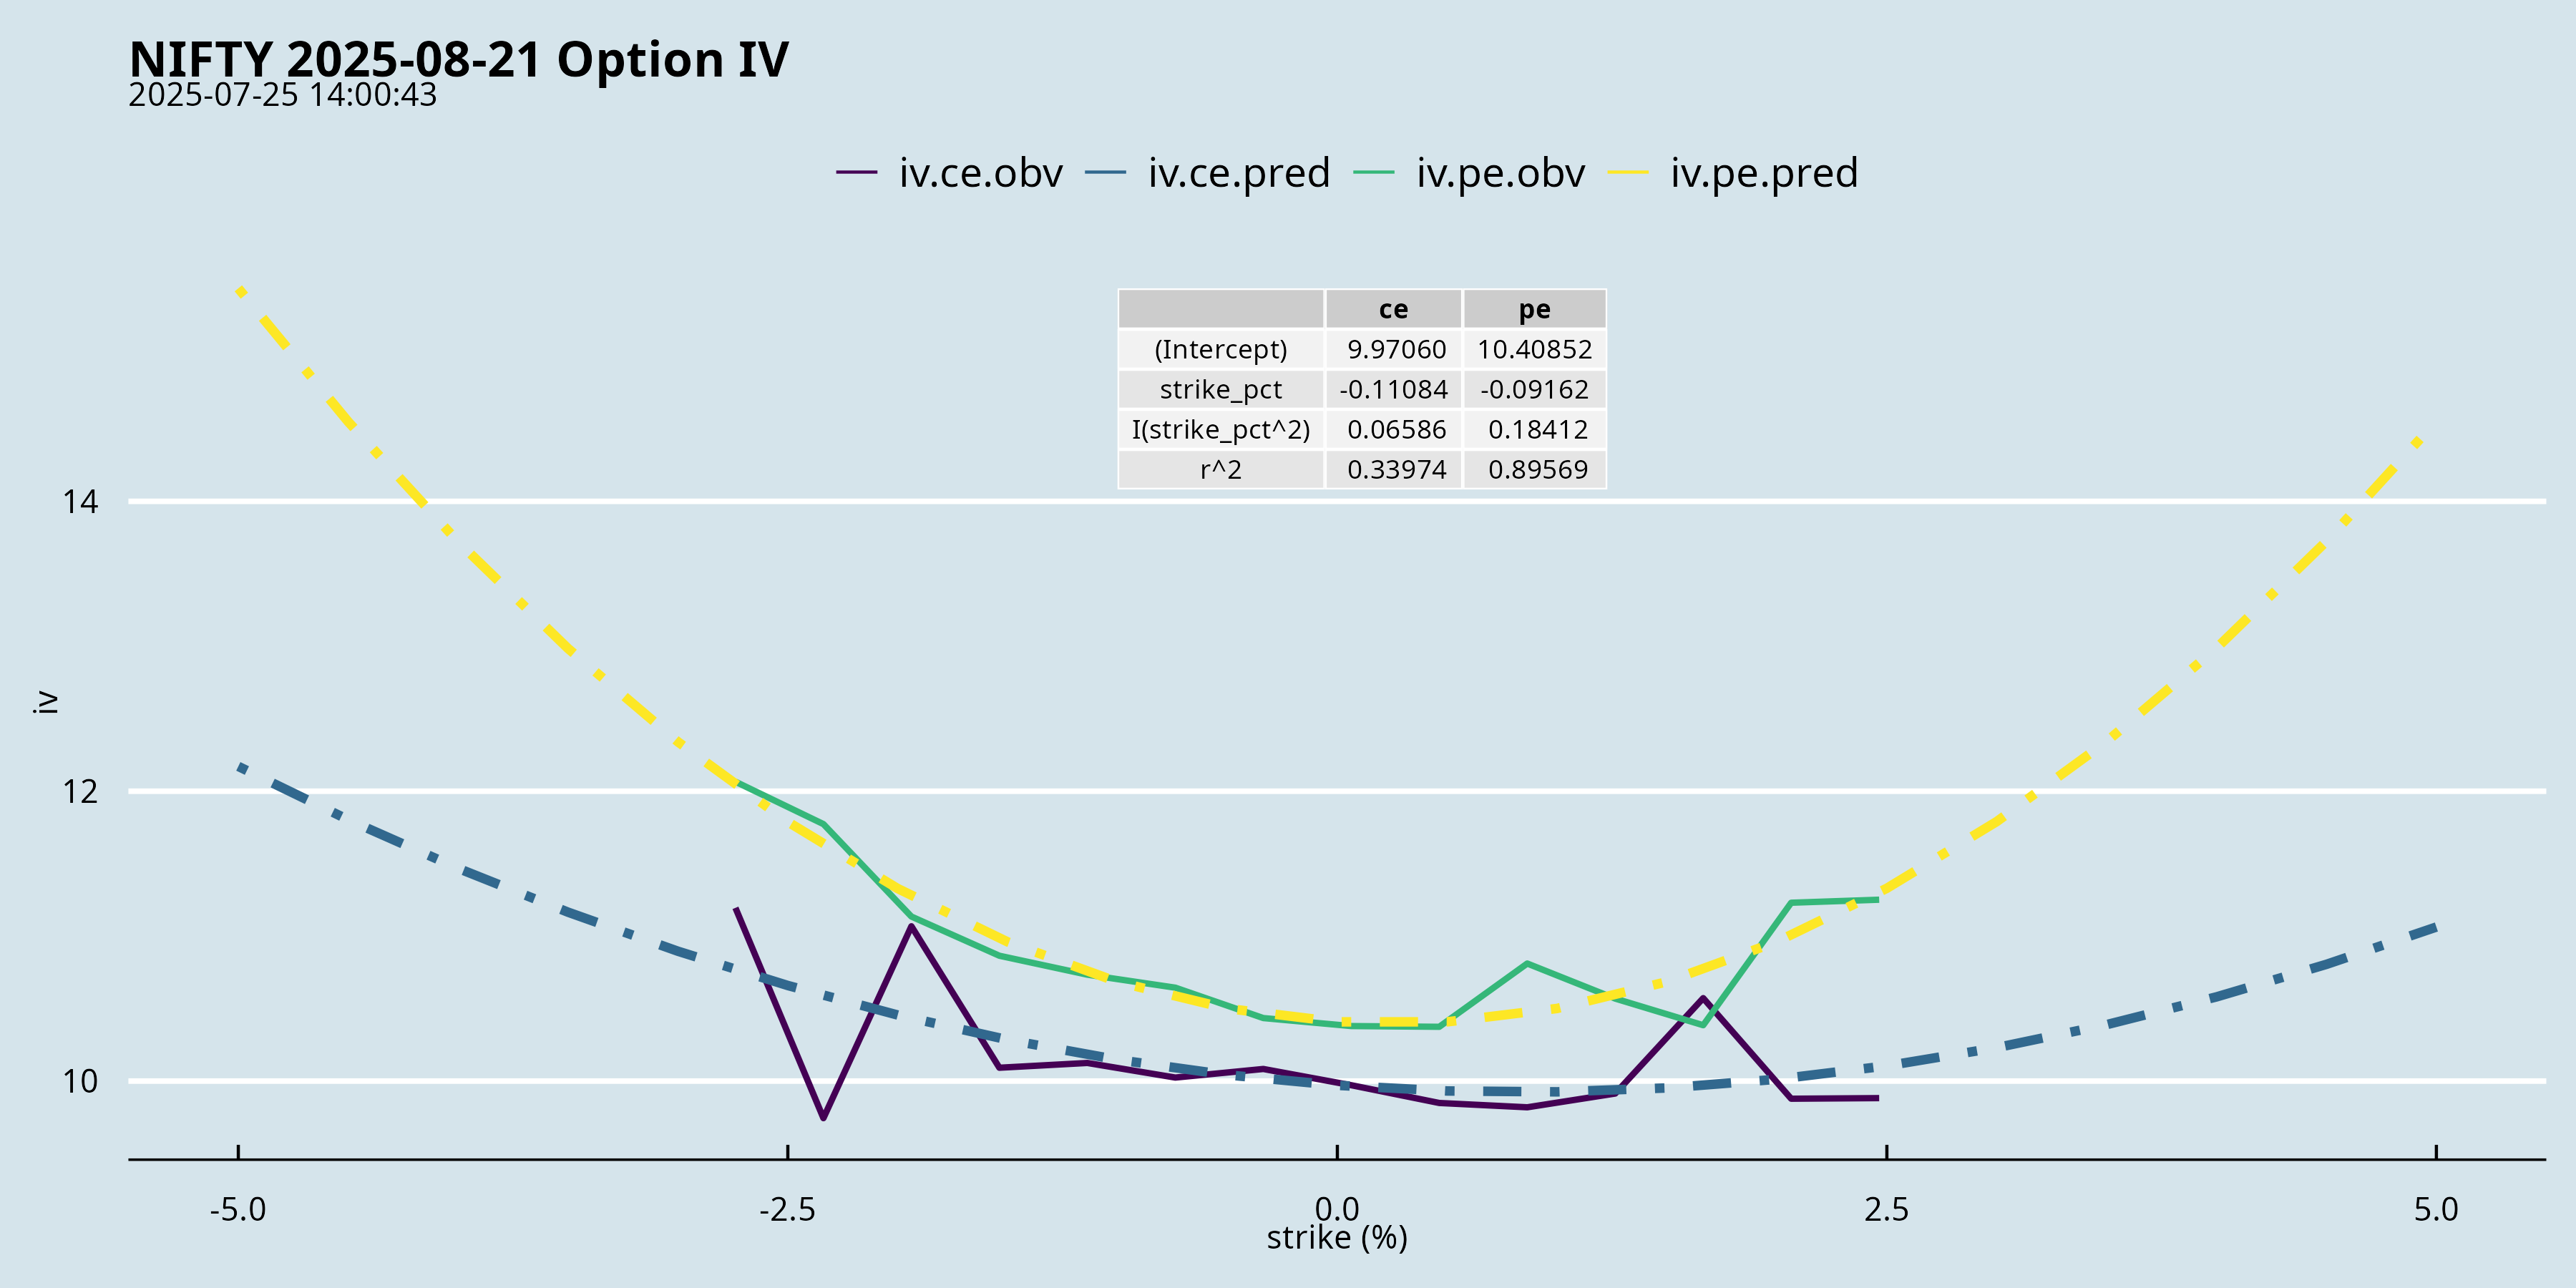 NIFTY 2025-08-21 Option IV
2025-07-25 14:00:43
iv.ce.obv iv.ce.pred iv.pe.obv iv.pe.pred
ce pe
(Intercept) 9.97060 10.40852
strike_pct -0.11084 -0.09162
I(strike_pct^2) 0.06586 0.18412
r^2 0.33974 0.89569
14
12
10
iv
-5.0 -2.5 0.0 2.5 5.0
strike (%)